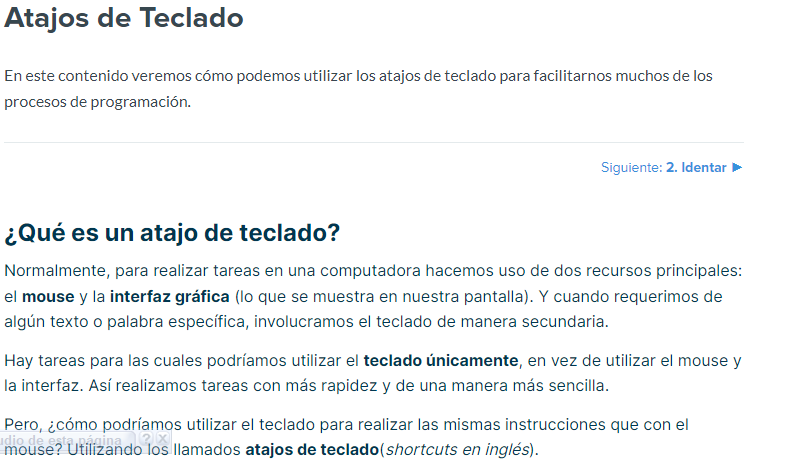 Atajos de Teclado
En este contenido veremos cómo podemos utilizar los atajos de teclado para facilitarnos muchos de los
procesos de programación.
Siguiente: 2. Identar ▶
¿Qué es un atajo de teclado?
Normalmente, para realizar tareas en una computadora hacemos uso de dos recursos principales:
el mouse y la interfaz gráfica (lo que se muestra en nuestra pantalla). Y cuando requerimos de
algún texto o palabra específica, involucramos el teclado de manera secundaria.
Hay tareas para las cuales podríamos utilizar el teclado únicamente, en vez de utilizar el mouse y
la interfaz. Así realizamos tareas con más rapidez y de una manera más sencilla.
Pero, ¿cómo podríamos utilizar el teclado para realizar las mismas instrucciones que con el
udio de esta página ? X
mouse? Utilizando los llamados atajos de teclado(shortcuts en inglés).